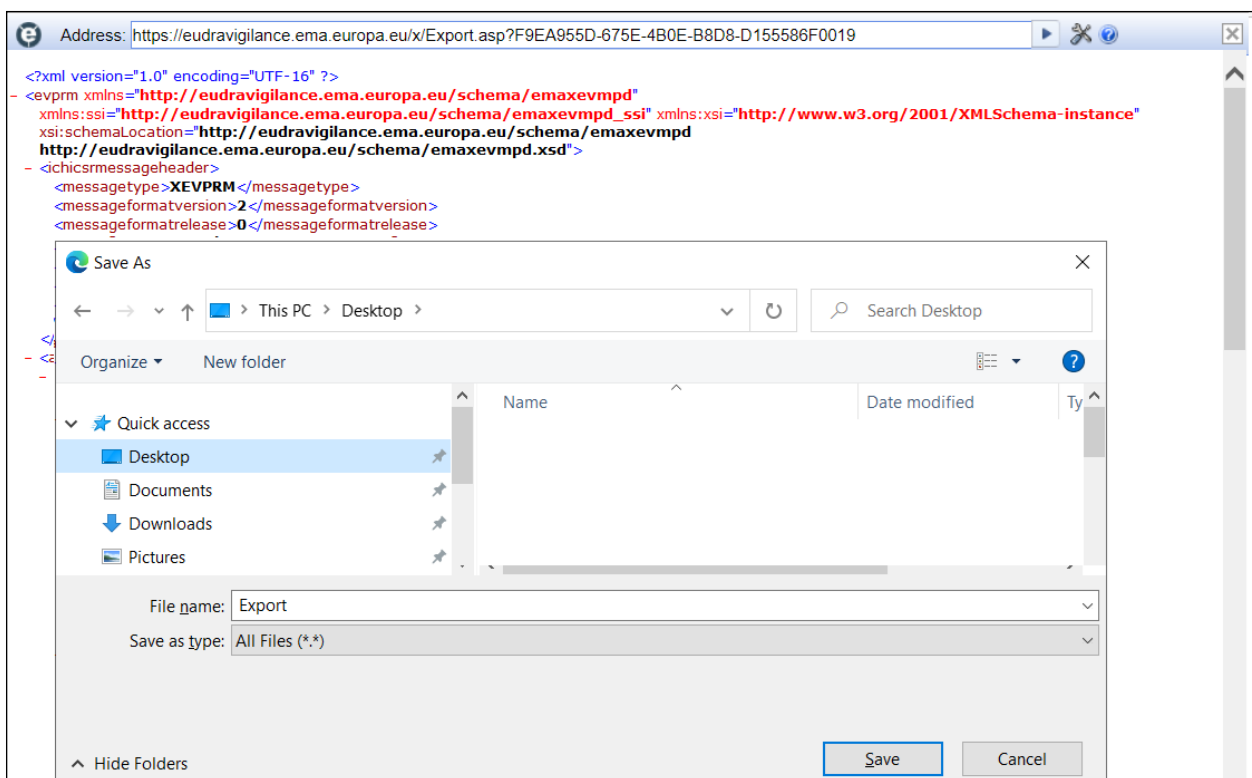 Address: https://eudravigilance.ema.europa.eu/x/Export.asp?F9EA955D-675E-4B0E-B8D8-D155586F0019
<?xml version="1.0" encoding="UTF-16" ?>
- <evprm xmlns="http://eudravigilance.ema.europa.eu/schema/emaxevmpd"
xmlns:ssi="http://eudravigilance.ema.europa.eu/schema/emaxevmpd_ssi" xmlns:xsi="http://www.w3.org/2001/XMLSchema-instance"
xsi:schemaLocation="http://eudravigilance.ema.europa.eu/schema/emaxevmpd
http://eudravigilance.ema.europa.eu/schema/emaxevmpd.xsd">
- <ichicsrmessageheader>
<messagetype>XEVPRM</messagetype>
<messageformatversion>2</messageformatversion>
<messageformatrelease>0</messageformatrelease>
Save As
This PC > Desktop >
Search Desktop
Organize
New folder
Name
Date modified
Ty
Quick access
Desktop
Documents
Downloads
Pictures
File name: Export
Save as type: All Files (*.*)
Hide Folders
Save
Cancel